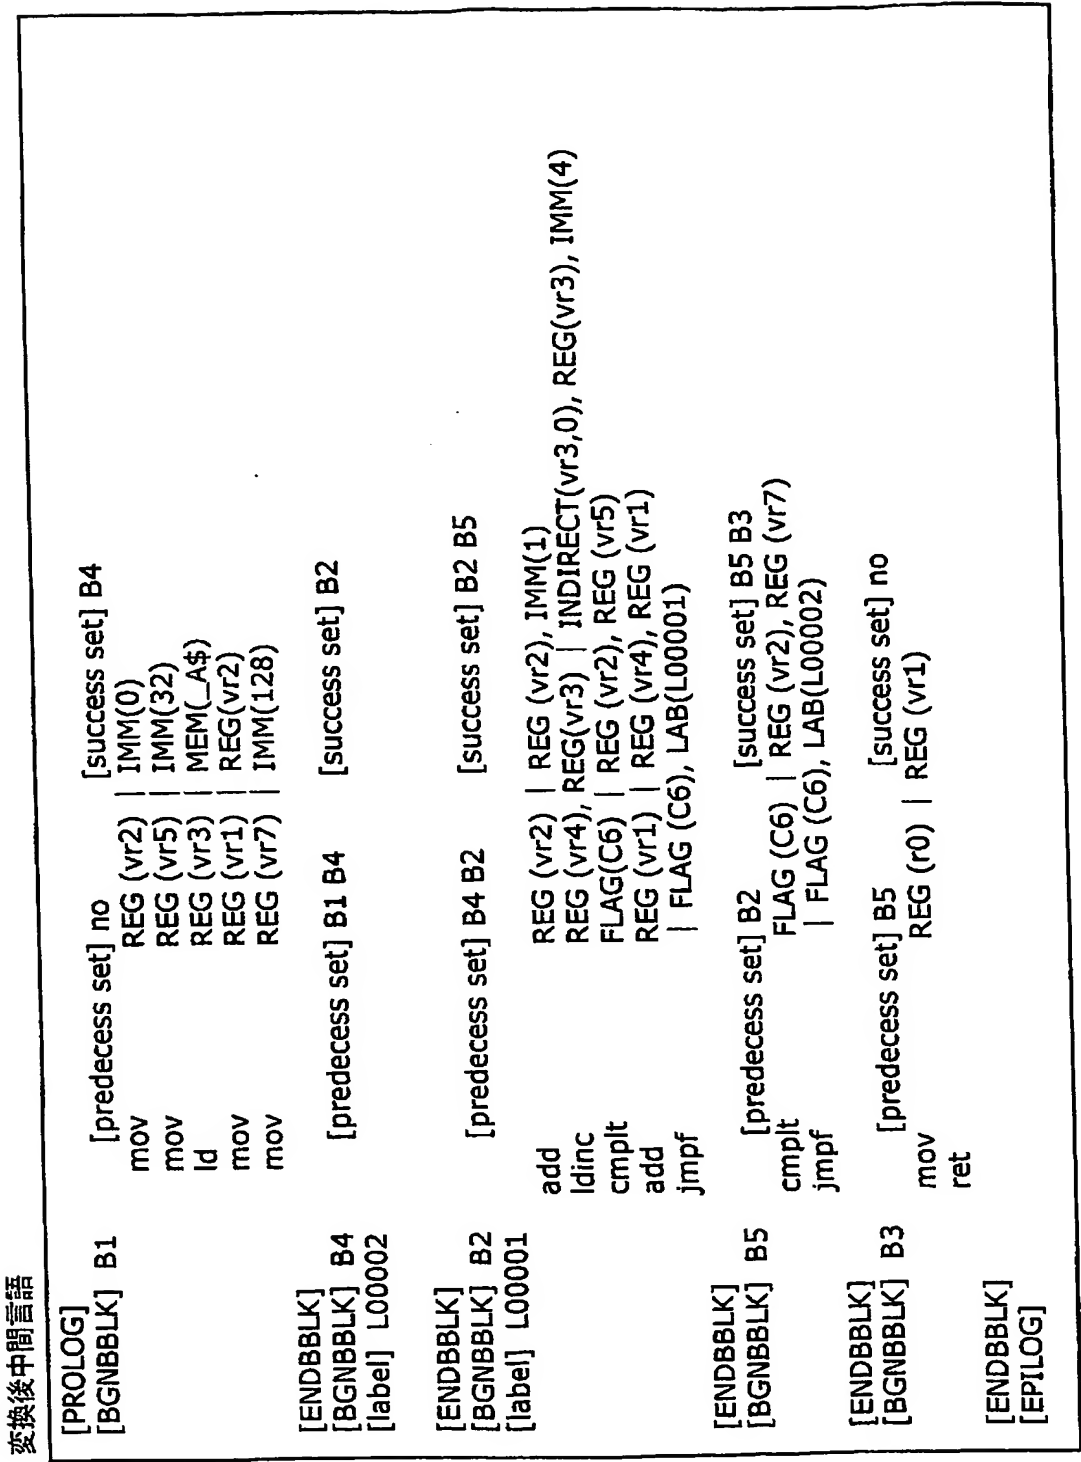 変換後中間言語
[PROLOG]
[BGNBBLK] B1 [predecess set] no [success set] B4
mov REG (vr2) | IMM(0)
mov REG (vr5) | IMM(32)
ld REG (vr3) | MEM(_A$)
mov REG (vr1) | REG(vr2)
mov REG (vr7) | IMM(128)
[ENDBBLK]
[BGNBBLK] B4 [predecess set] B1 B4 [success set] B2
[label] L00002
[ENDBBLK]
[BGNBBLK] B2 [predecess set] B4 B2 [success set] B2 B5
[label] L00001
add REG (vr2) | REG (vr2), IMM(1)
ldinc REG (vr4), REG(vr3) | INDIRECT(vr3,0), REG(vr3), IMM(4)
cmplt FLAG(C6) | REG (vr2), REG (vr5)
add REG (vr1) | REG (vr4), REG (vr1)
jmpf | FLAG (C6), LAB(L00001)
[ENDBBLK]
[BGNBBLK] B5 [predecess set] B2 [success set] B5 B3
cmplt FLAG (C6) | REG (vr2), REG (vr7)
jmpf | FLAG (C6), LAB(L00002)
[ENDBBLK]
[BGNBBLK] B3 [predecess set] B5 [success set] no
mov REG (r0) | REG (vr1)
ret
[ENDBBLK]
[EPILOG]